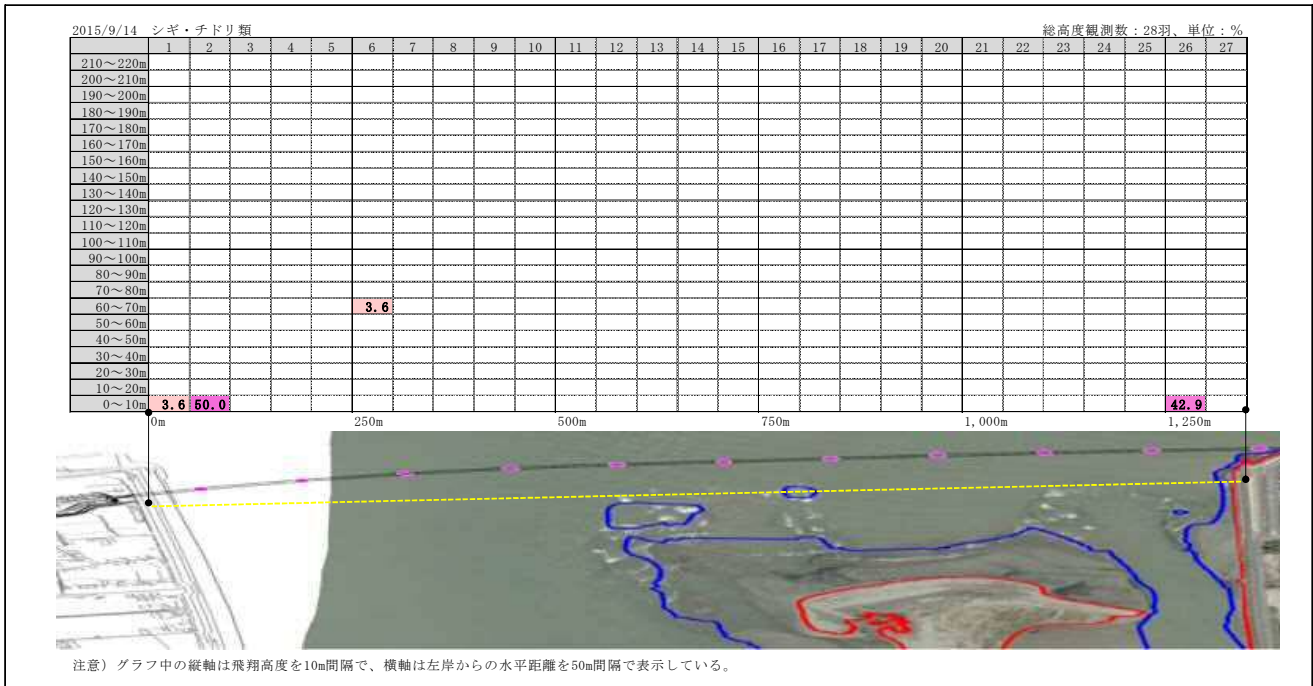 2015/9/14 シギ・チドリ類 総高度観測数：28羽、単位：%
1 2 3 4 5 6 7 8 9 10 11 12 13 14 15 16 17 18 19 20 21 22 23 24 25 26 27
210～220m
200～210m
190～200m
180～190m
170～180m
160～170m
150～160m
140～150m
130～140m
120～130m
110～120m
100～110m
90～100m
80～90m
70～80m
60～70m 3.6
50～60m
40～50m
30～40m
20～30m
10～20m
0～10m 3.6 50.0 42.9
0m 250m 500m 750m 1,000m 1,250m
注意）グラフ中の縦軸は飛翔高度を10m間隔で、横軸は左岸からの水平距離を50m間隔で表示している。